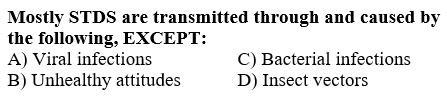 Mostly STDS are transmitted through and caused by
the following, EXCEPT:
A) Viral infections C) Bacterial infections
B) Unhealthy attitudes D) Insect vectors